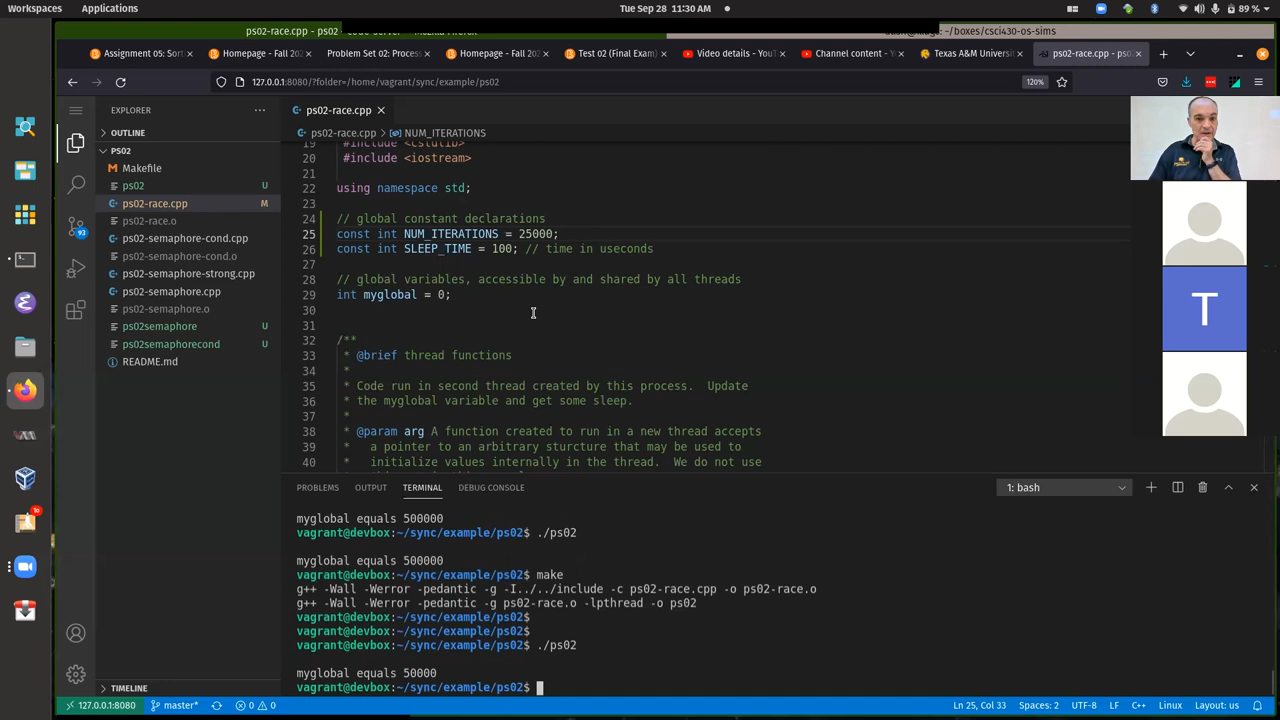 Workspaces
Applications
Tue Sep 28 11:30 AM
89 %
ps02-race.cpp - ps02 - code-server - Mozilla Firefox
~/boxes/csci430-os-sims
Assignment 05: Sort
Homepage - Fall 202
Problem Set 02: Process
Homepage - Fall 202
Test 02 (Final Exam)
Video details - YouT
Channel content - Y
Texas A&M Universit
ps02-race.cpp - ps0
127.0.0.1:8080/?folder=/home/vagrant/sync/example/ps02
120%
EXPLORER
OUTLINE
PS02
Makefile
ps02 U
ps02-race.cpp M
ps02-race.o
ps02-semaphore-cond.cpp
ps02-semaphore-cond.o
ps02-semaphore-strong.cpp
ps02-semaphore.cpp
ps02-semaphore.o
ps02semaphore U
ps02semaphorecond U
README.md
TIMELINE
93
10
ps02-race.cpp
ps02-race.cpp > NUM_ITERATIONS
19 #include <cstdlib>
20 #include <iostream>
21
22 using namespace std;
23
24 // global constant declarations
25 const int NUM_ITERATIONS = 25000;
26 const int SLEEP_TIME = 100; // time in useconds
27
28 // global variables, accessible by and shared by all threads
29 int myglobal = 0;
30
31
32 /**
33 * @brief thread functions
34 *
35 * Code run in second thread created by this process. Update
36 * the myglobal variable and get some sleep.
37 *
38 * @param arg A function created to run in a new thread accepts
39 * a pointer to an arbitrary sturcture that may be used to
40 * initialize values internally in the thread. We do not use
T
PROBLEMS OUTPUT TERMINAL DEBUG CONSOLE
1: bash
myglobal equals 500000
vagrant@devbox:~/sync/example/ps02$ ./ps02
myglobal equals 500000
vagrant@devbox:~/sync/example/ps02$ make
g++ -Wall -Werror -pedantic -g -I../../include -c ps02-race.cpp -o ps02-race.o
g++ -Wall -Werror -pedantic -g ps02-race.o -lpthread -o ps02
vagrant@devbox:~/sync/example/ps02$
vagrant@devbox:~/sync/example/ps02$
vagrant@devbox:~/sync/example/ps02$ ./ps02
myglobal equals 50000
vagrant@devbox:~/sync/example/ps02$
127.0.0.1:8080
master*
0 0
Ln 25, Col 33 Spaces: 2 UTF-8 LF C++ Linux Layout: us